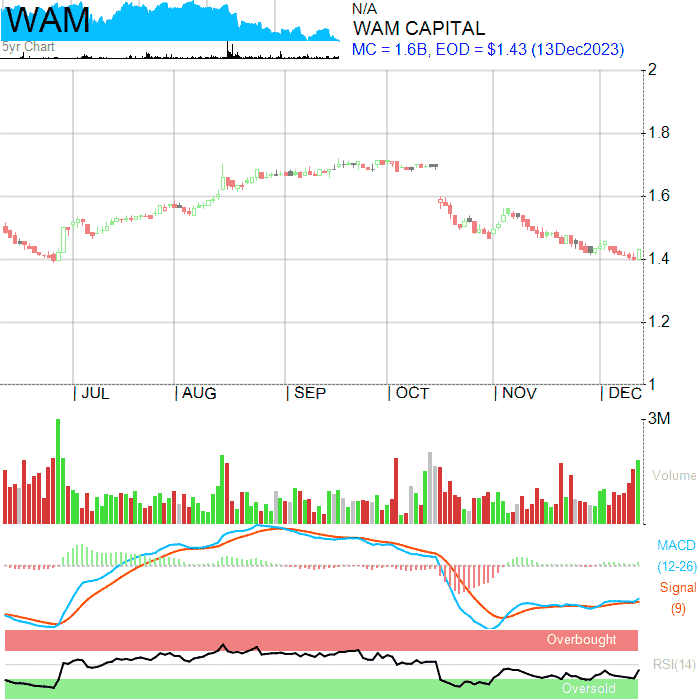 WAM
5yr Chart
N/A
WAM CAPITAL
MC = 1.6B, EOD = $1.43 (13Dec2023)
2
1.8
1.6
1.4
1.2
1
JUL AUG SEP OCT NOV DEC
3M
Volume
MACD
(12-26)
Signal
(9)
Overbought
RSI(14)
Oversold